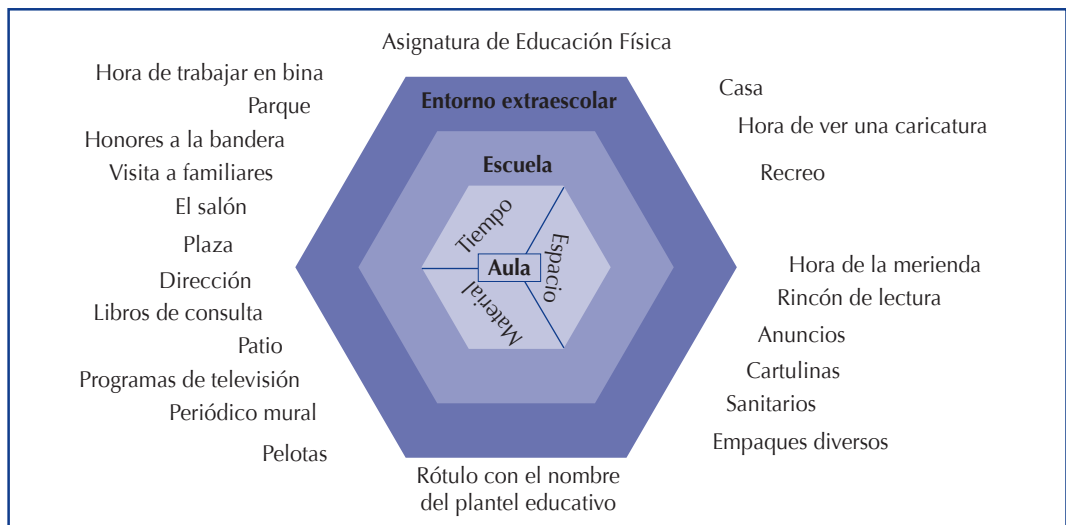 Asignatura de Educación Física
Hora de trabajar en bina
Parque
Honores a la bandera
Visita a familiares
El salón
Plaza
Dirección
Libros de consulta
Patio
Programas de televisión
Periódico mural
Pelotas
Entorno extraescolar
Escuela
Tiempo
Espacio
Aula
Material
Casa
Hora de ver una caricatura
Recreo
Hora de la merienda
Rincón de lectura
Anuncios
Cartulinas
Sanitarios
Empaques diversos
Rótulo con el nombre
del plantel educativo